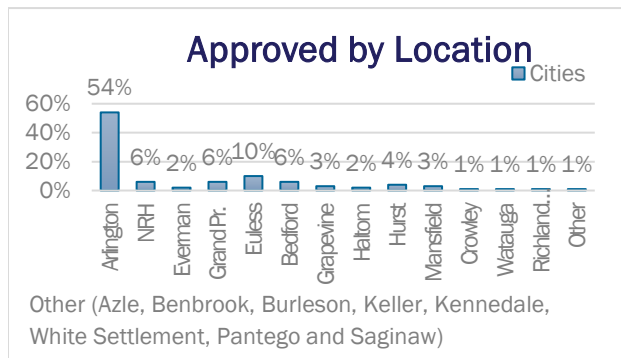 Approved by Location
Cities
54%
60%
40%
20%
0%
6%
2%
6%
10%
6%
3%
2%
4%
3%
1%
1%
1%
1%
Arlington
NRH
Everman
Grand Pr.
Euless
Bedford
Grapevine
Haltom
Hurst
Mansfield
Crowley
Watauga
Richland…
Other
Other (Azle, Benbrook, Burleson, Keller, Kennedale,
White Settlement, Pantego and Saginaw)